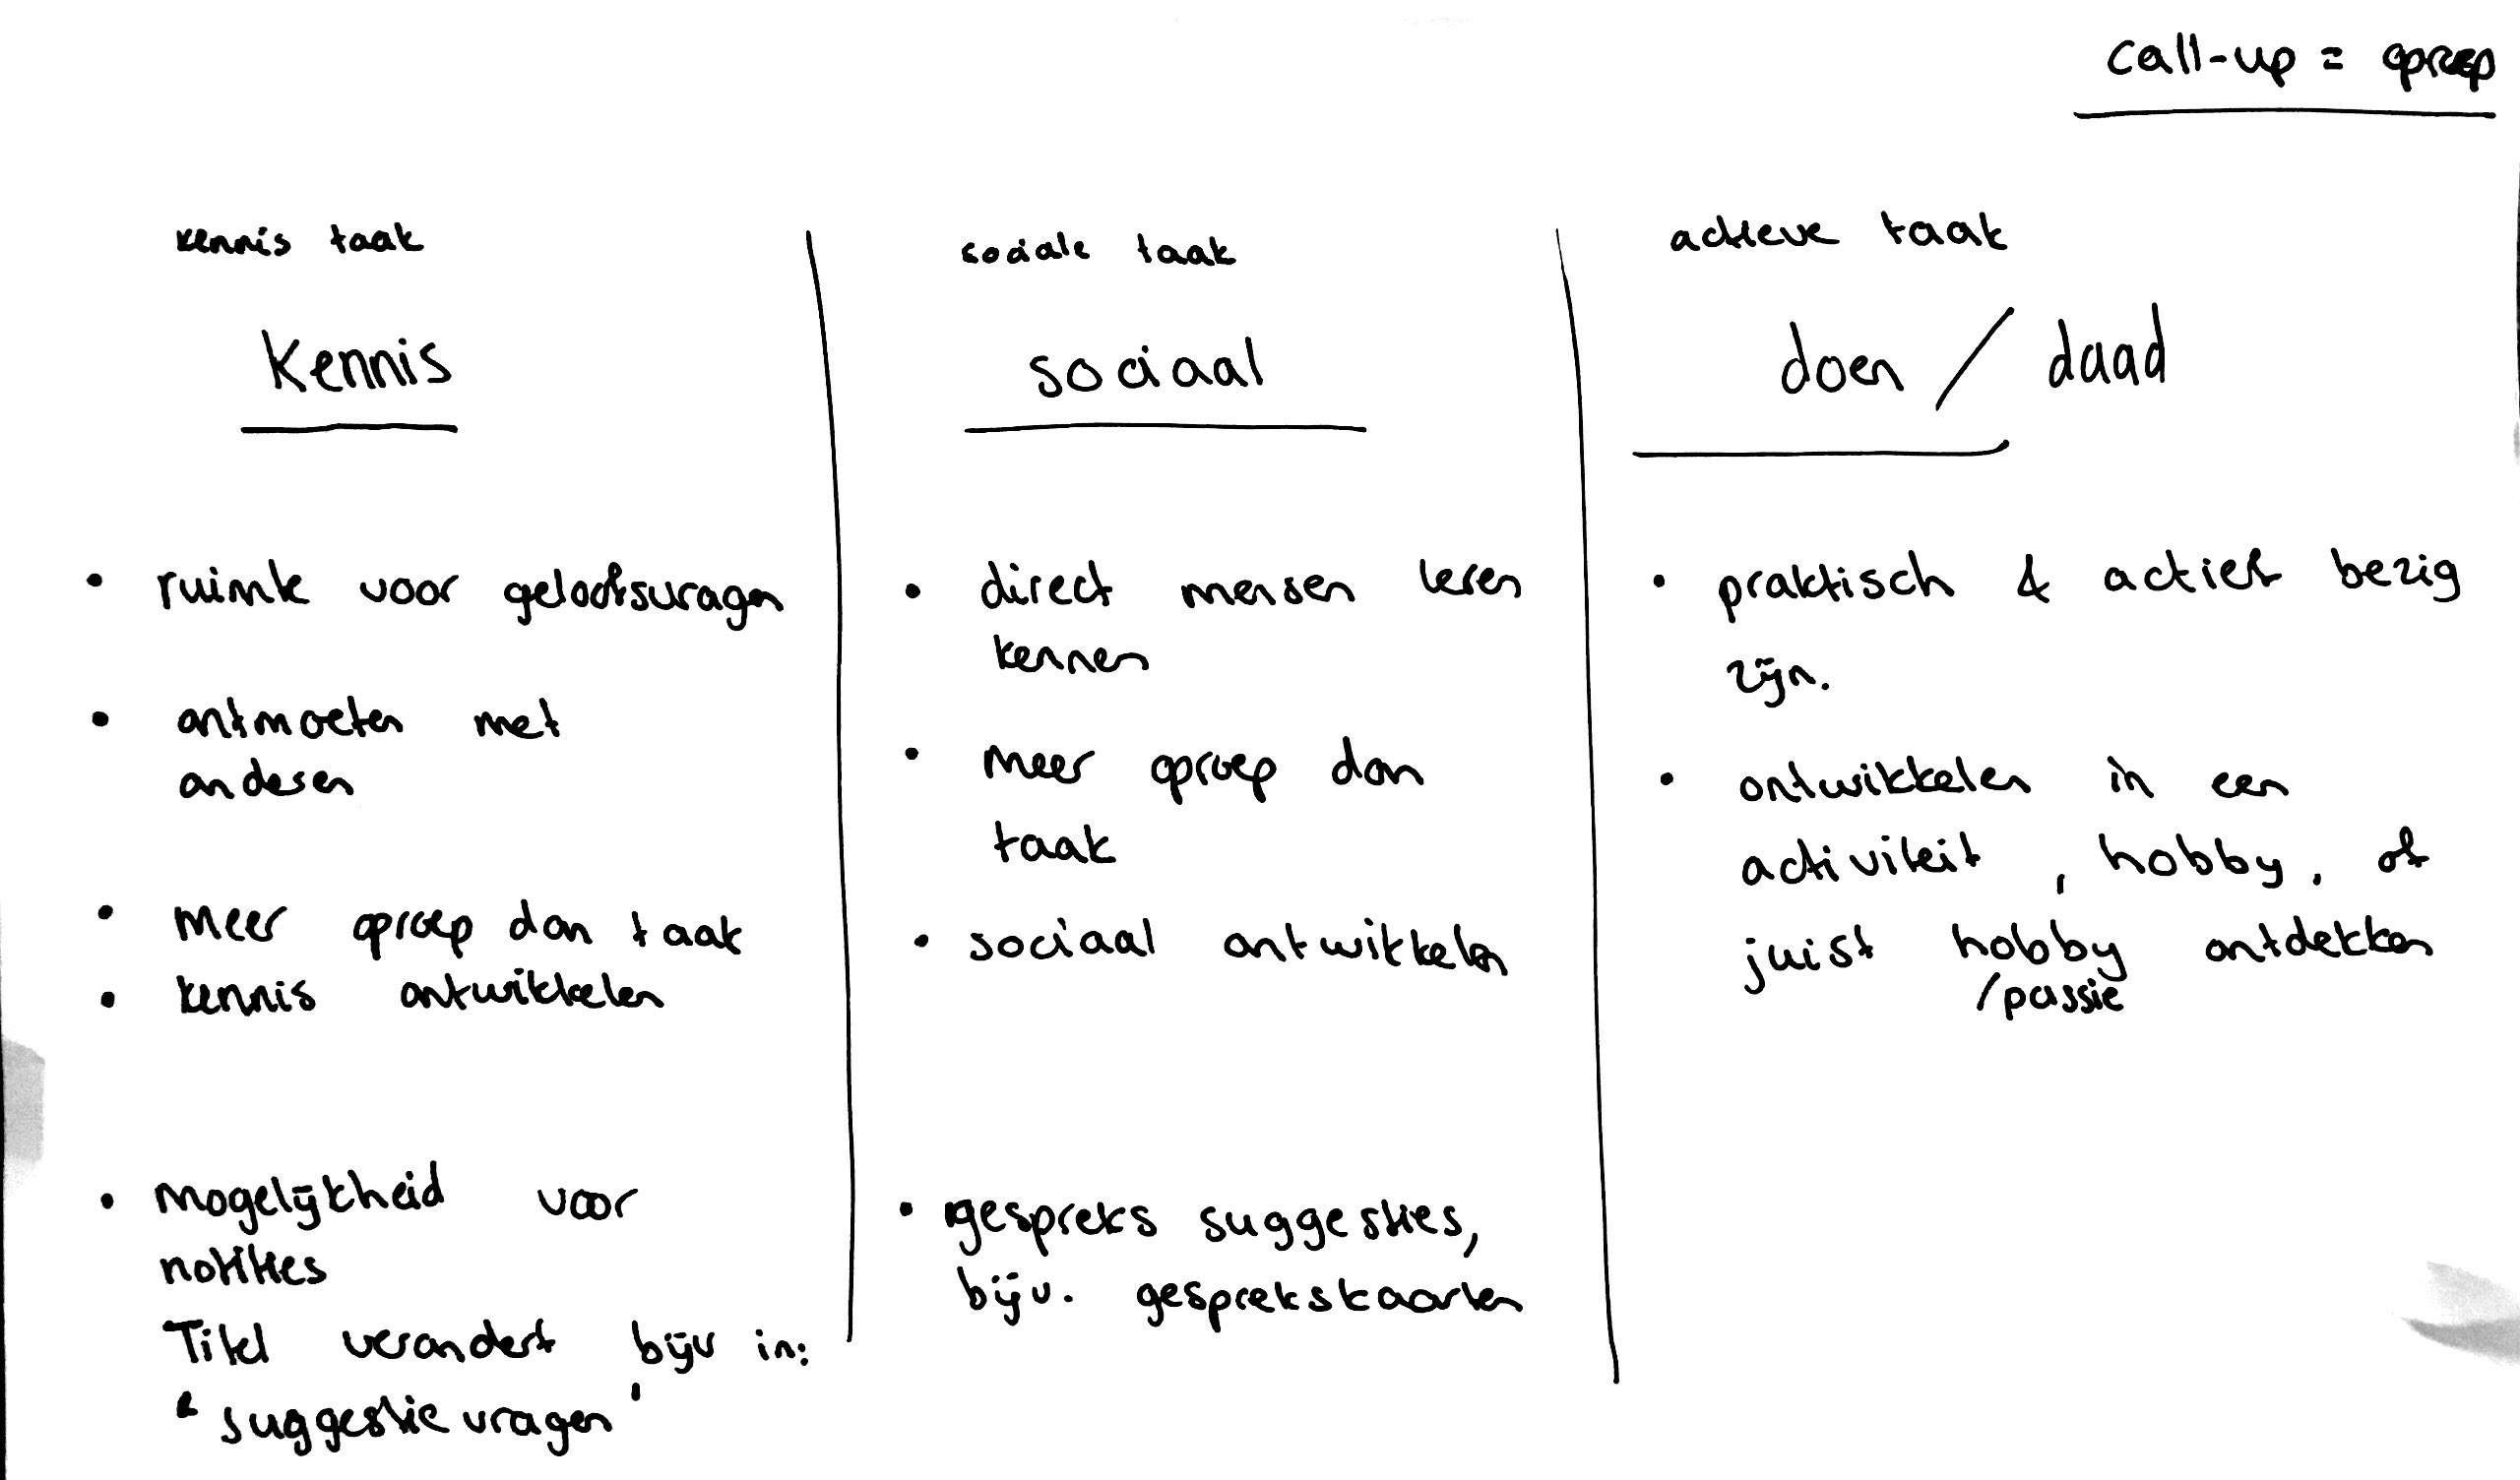 call-up = oproep
kennis taak
Kennis
• ruimte voor geloofsvragen
• ontmoeten met
anderen
• meer oproep dan taak
• kennis ontwikkelen
• mogelijkheid voor
notities
Titel verandert bijv in:
'suggestie vragen'
sociale taak
sociaal
• direct mensen leren
kennen
• meer oproep dan
taak
• sociaal ontwikkelen
• gespreks suggesties,
bijv. gesprekskaarten
actieve taak
doen / daad
• praktisch & actief bezig
zijn.
• ontwikkelen in een
activiteit, hobby, of
juist hobby ontdekken
/passie